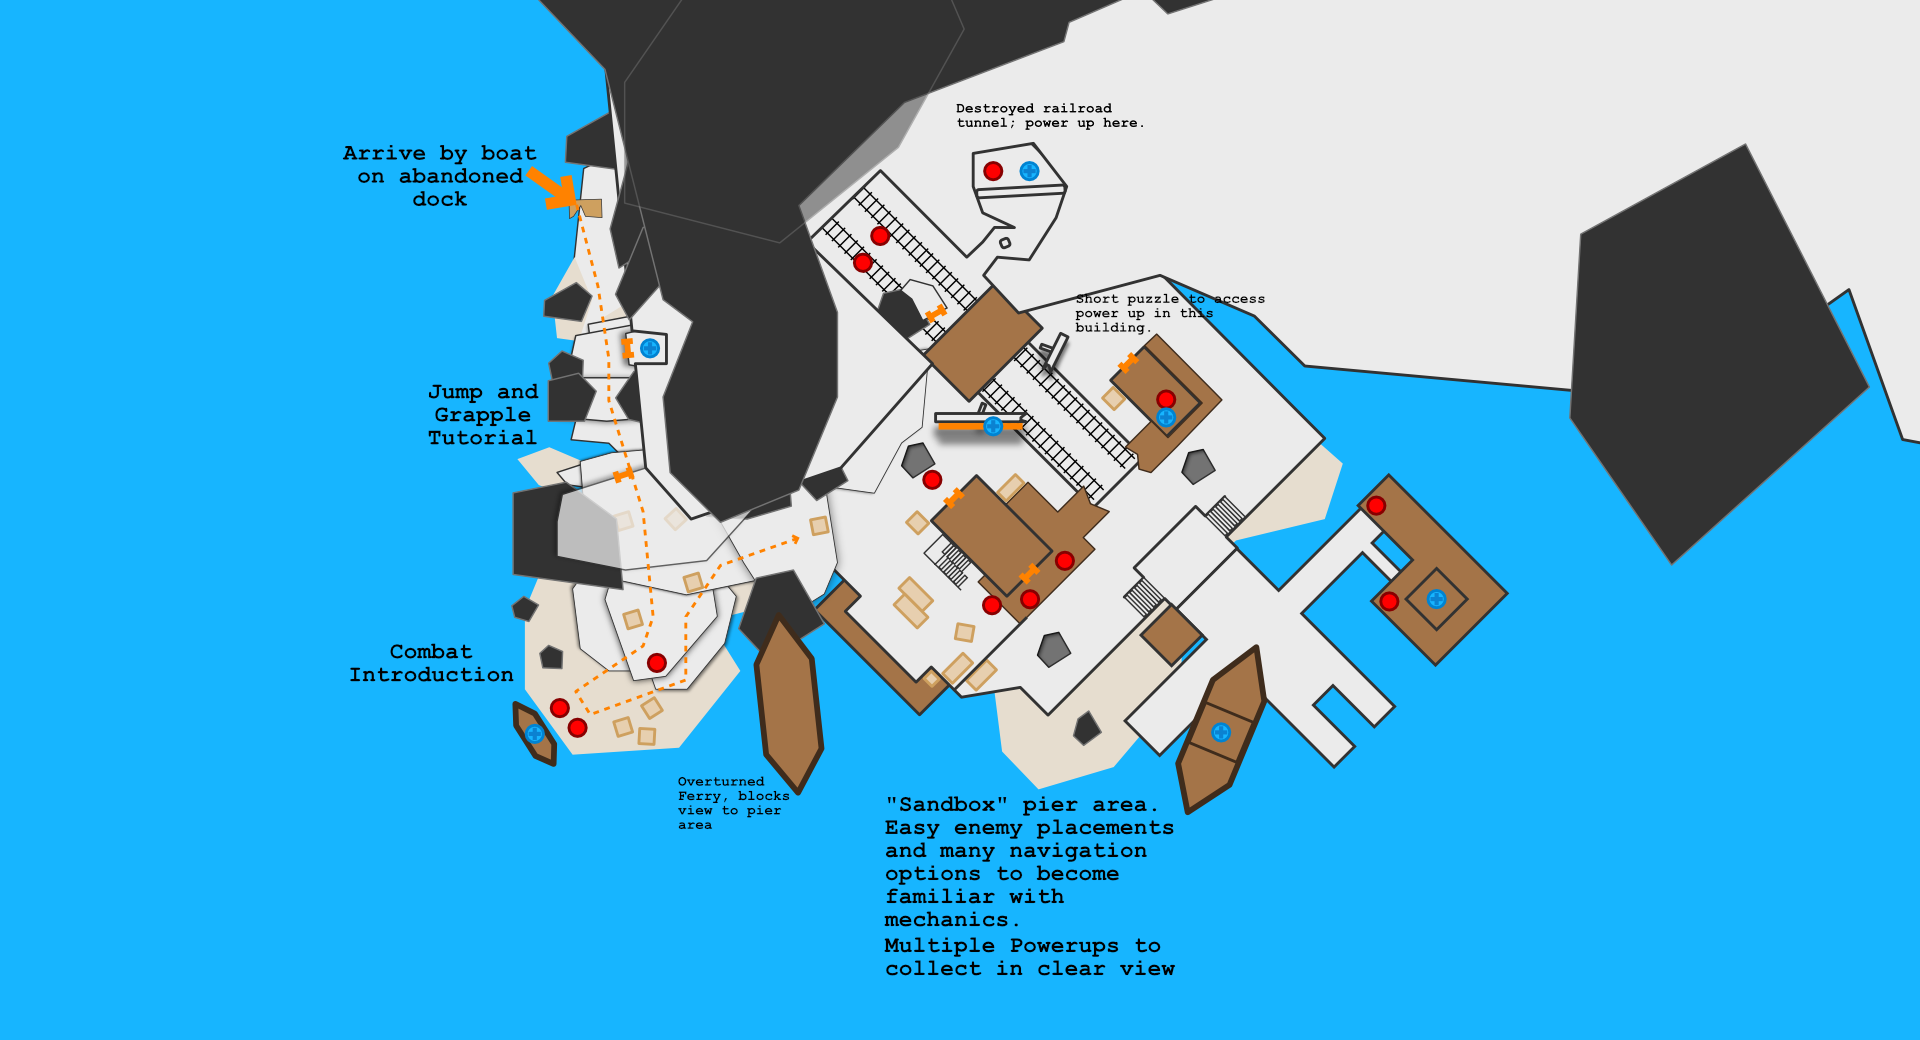 Destroyed railroad
tunnel; power up here.
Arrive by boat
on abandoned
dock
Short puzzle to access
power up in this
building.
Jump and
Grapple
Tutorial
Combat
Introduction
Overturned
Ferry, blocks
view to pier
area
"Sandbox" pier area.
Easy enemy placements
and many navigation
options to become
familiar with
mechanics.
Multiple Powerups to
collect in clear view